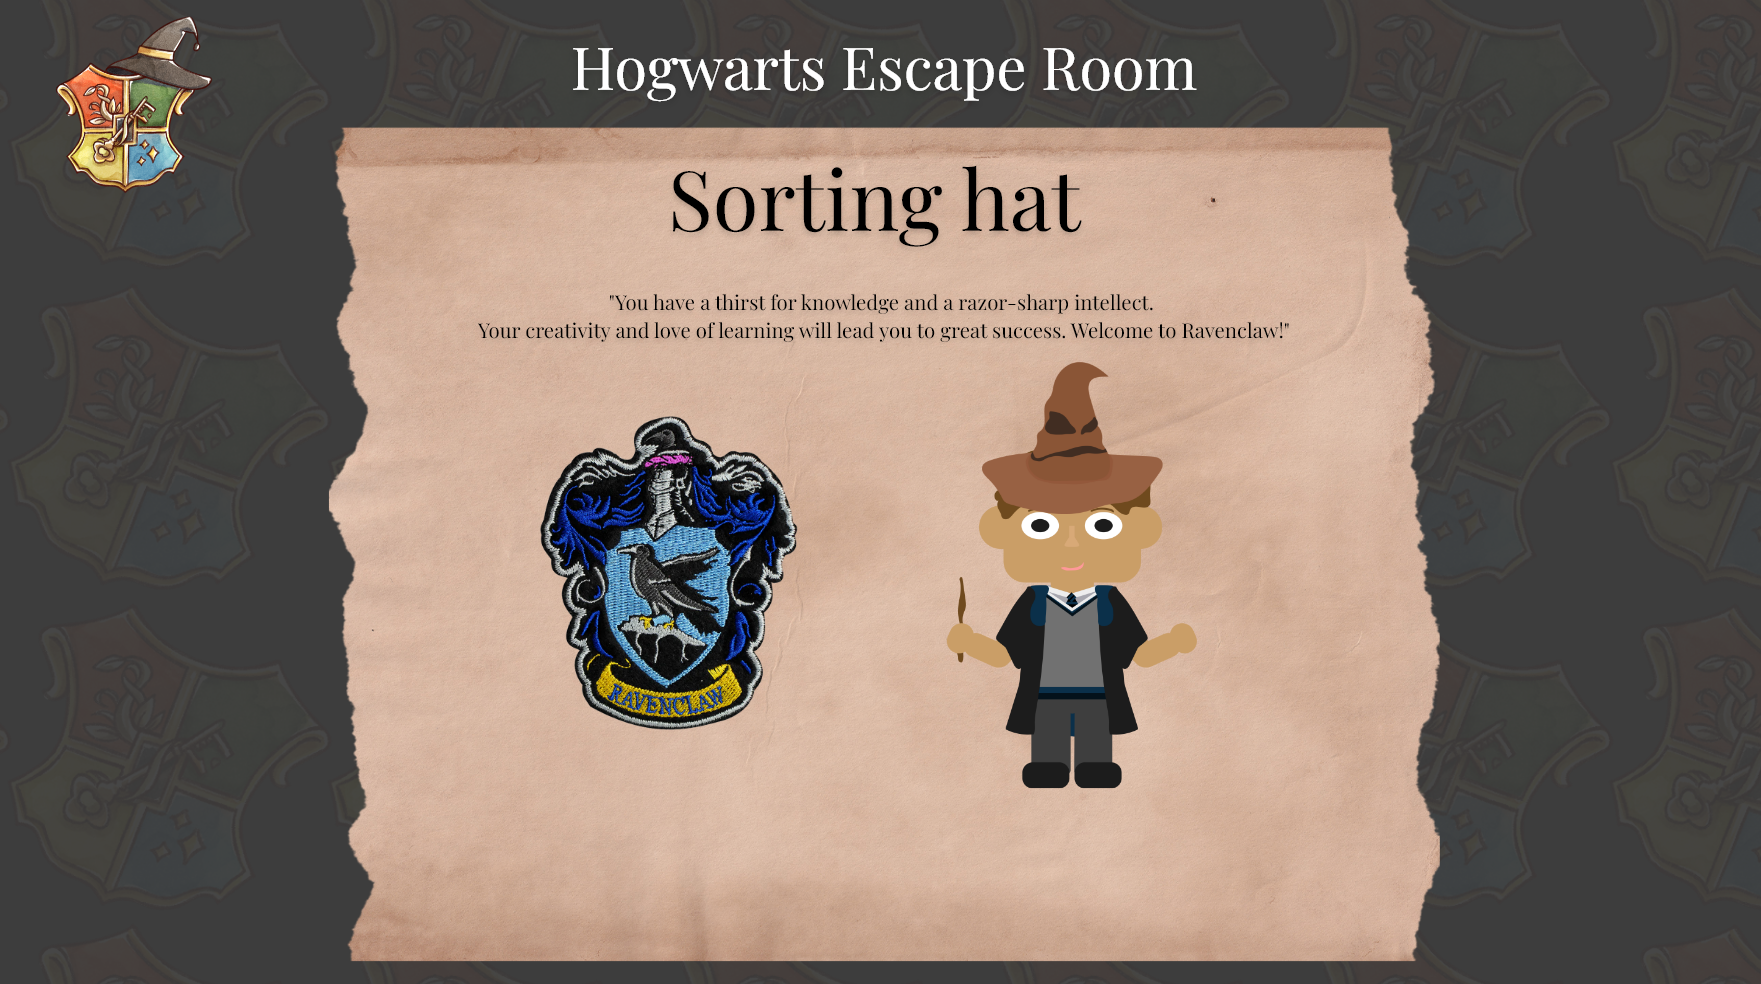 Hogwarts Escape Room
Sorting hat
"You have a thirst for knowledge and a razor-sharp intellect.
Your creativity and love of learning will lead you to great success. Welcome to Ravenclaw!"
RAVENCLAW